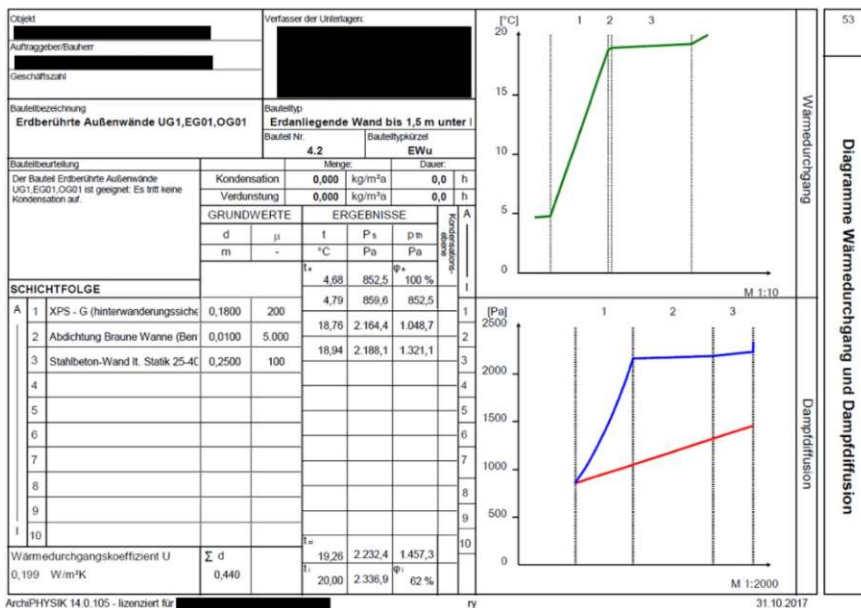 Objekt
Verfasser der Unterlagen:
Auftraggeber/Bauherr
Geschäftszahl
Bauteilbezeichnung
Erdberührte Außenwände UG1,EG01,OG01
Bauteiltyp
Erdanliegende Wand bis 1,5 m unter
Bauteil Nr.
4.2
Bauteiltypkürzel
EWu
Bauteilbeurteilung
Der Bauteil Erdberührte Außenwände
UG1,EG01,OG01 ist geeignet: Es tritt keine
Kondensation auf.
Menge: Dauer:
Kondensation 0,000 kg/m²a 0,0 h
Verdunstung 0,000 kg/m²a 0,0 h
GRUNDWERTE ERGEBNISSE Kondensations-ebene A
d μ t Ps pth
m - °C Pa Pa
te φe
4,68 852,5 100 %
SCHICHTFOLGE
4,79 859,6 852,5 I
A 1 XPS - G (hinterwanderungssiche 0,1800 200 1
18,76 2.164,4 1.048,7
2 Abdichtung Braune Wanne (Ben 0,0100 5.000 2
18,94 2.188,1 1.321,1
3 Stahlbeton-Wand lt. Statik 25-40 0,2500 100 3
4 4
5 5
6 6
7 7
8 8
9 9
I 10 10
tsi
19,26 2.232,4 1.457,3
Wärmedurchgangskoeffizient U Σ d
0,199 W/m²K 0,440
ti φi
20,00 2.336,9 62 % I
[°C] 1 2 3
20
15
10
5
0
M 1:10
Wärmedurchgang
[Pa] 1 2 3
2500
2000
1500
1000
500
0
M 1:2000
Dampfdiffusion
53
Diagramme Wärmedurchgang und Dampfdiffusion
ArchiPHYSIK 14.0.105 - lizenziert für
ry
31.10.2017